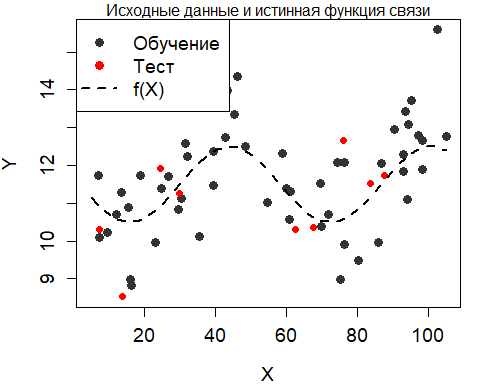 Исходные данные и истинная функция связи
Обучение
Тест
f(X)
Y
14
12
10
9
20
40
60
80
100
X